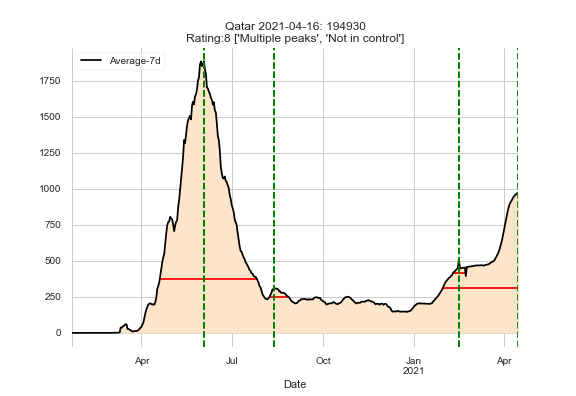 Qatar 2021-04-16: 194930
Rating:8 ['Multiple peaks', 'Not in control']
Average-7d
1750
1500
1250
1000
750
500
250
0
Apr
Jul
Oct
Jan
2021
Apr
Date